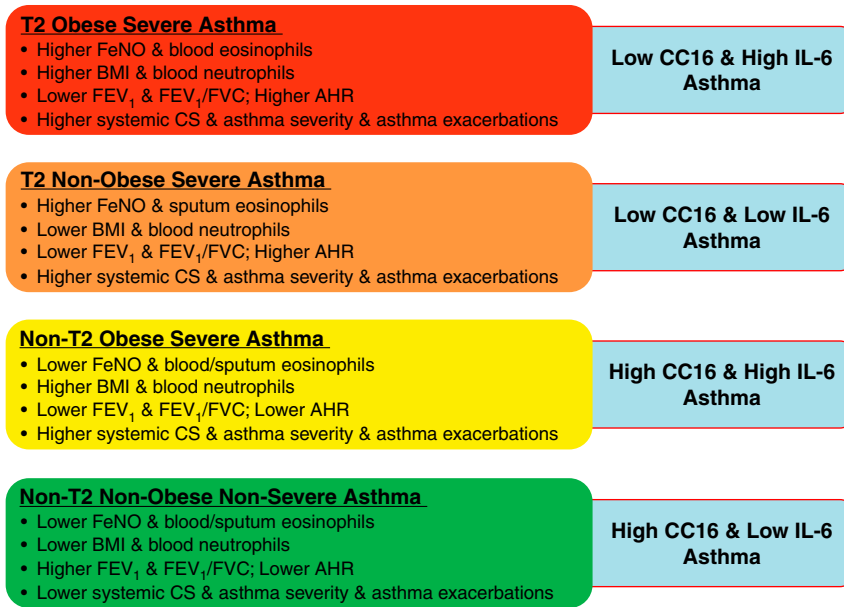 T2 Obese Severe Asthma
• Higher FeNO & blood eosinophils
• Higher BMI & blood neutrophils
• Lower FEV₁ & FEV₁/FVC; Higher AHR
• Higher systemic CS & asthma severity & asthma exacerbations
Low CC16 & High IL-6
Asthma
T2 Non-Obese Severe Asthma
• Higher FeNO & sputum eosinophils
• Lower BMI & blood neutrophils
• Lower FEV₁ & FEV₁/FVC; Higher AHR
• Higher systemic CS & asthma severity & asthma exacerbations
Low CC16 & Low IL-6
Asthma
Non-T2 Obese Severe Asthma
• Lower FeNO & blood/sputum eosinophils
• Higher BMI & blood neutrophils
• Lower FEV₁ & FEV₁/FVC; Lower AHR
• Higher systemic CS & asthma severity & asthma exacerbations
High CC16 & High IL-6
Asthma
Non-T2 Non-Obese Non-Severe Asthma
• Lower FeNO & blood/sputum eosinophils
• Lower BMI & blood neutrophils
• Higher FEV₁ & FEV₁/FVC; Lower AHR
• Lower systemic CS & asthma severity & asthma exacerbations
High CC16 & Low IL-6
Asthma